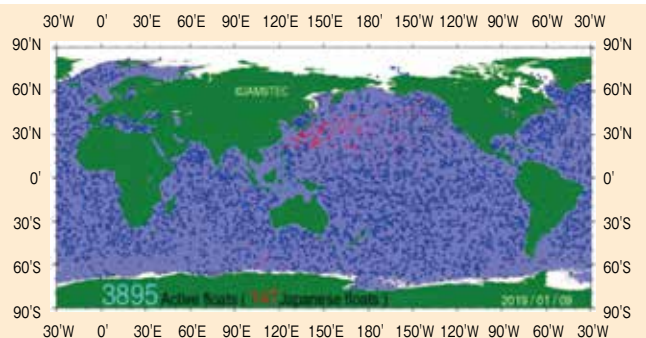 30'W 0' 30'E 60'E 90'E 120'E 150'E 180' 150'W 120'W 90'W 60'W 30'W
90'N 90'N
60'N 60'N
©JAMSTEC
30'N 30'N
0' 0'
30'S 30'S
60'S 60'S
3895 Active floats ( Japanese floats ) 2019 / 01 / 09
90'S 90'S
30'W 0' 30'E 60'E 90'E 120'E 150'E 180' 150'W 120'W 90'W 60'W 30'W